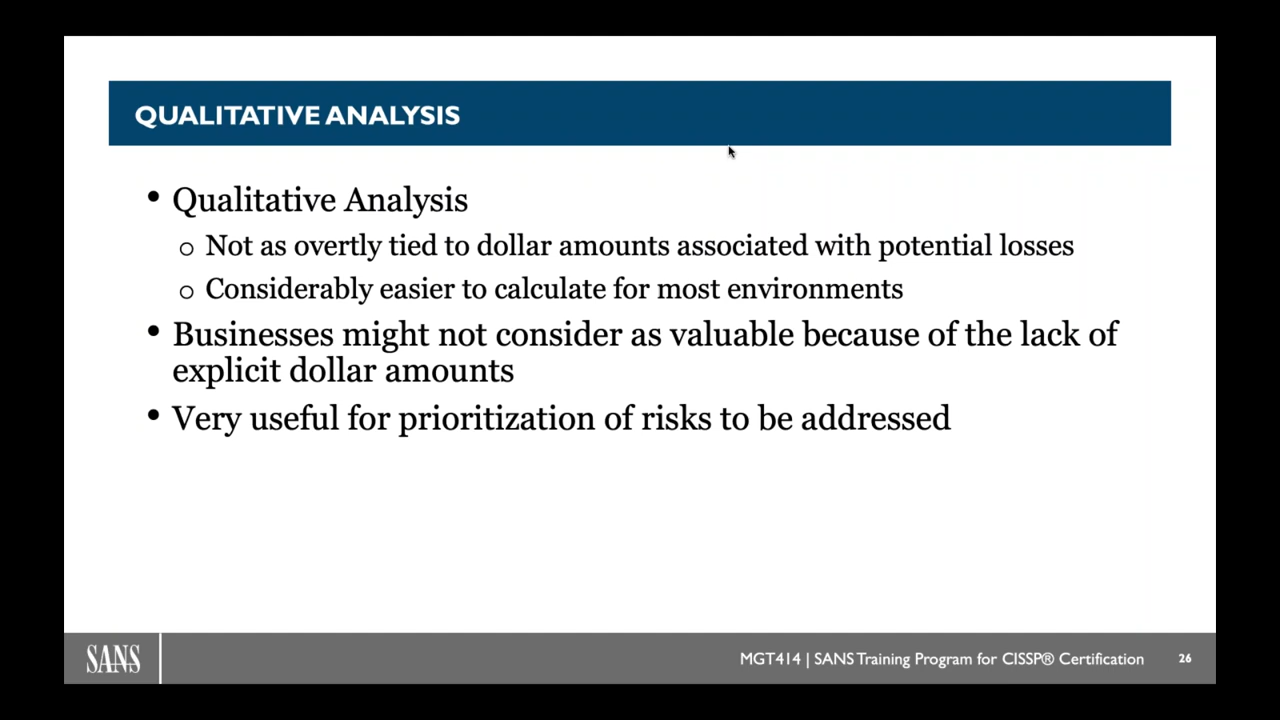 QUALITATIVE ANALYSIS
• Qualitative Analysis
o Not as overtly tied to dollar amounts associated with potential losses
o Considerably easier to calculate for most environments
• Businesses might not consider as valuable because of the lack of
explicit dollar amounts
• Very useful for prioritization of risks to be addressed
SANS
MGT414 | SANS Training Program for CISSP® Certification
26